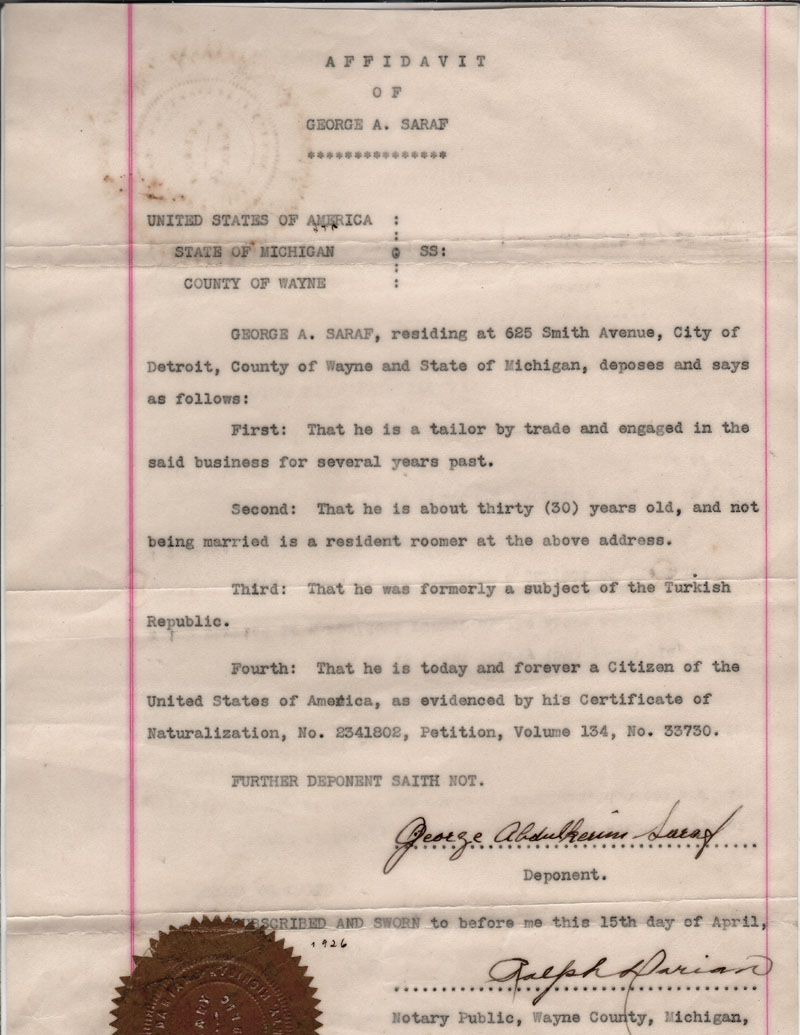 AFFIDAVIT
OF
GEORGE A. SARAF
***************
UNITED STATES OF AMERICA :
:
STATE OF MICHIGAN : SS:
:
COUNTY OF WAYNE :
GEORGE A. SARAF, residing at 625 Smith Avenue, City of
Detroit, County of Wayne and State of Michigan, deposes and says
as follows:
First: That he is a tailor by trade and engaged in the
said business for several years past.
Second: That he is about thirty (30) years old, and not
being married is a resident roomer at the above address.
Third: That he was formerly a subject of the Turkish
Republic.
Fourth: That he is today and forever a Citizen of the
United States of America, as evidenced by his Certificate of
Naturalization, No. 2341802, Petition, Volume 134, No. 33730.
FURTHER DEPONENT SAITH NOT.
George Abdulkerim Saraf
Deponent.
SUBSCRIBED AND SWORN to before me this 15th day of April,
1926
Ralph Darian
Notary Public, Wayne County, Michigan,